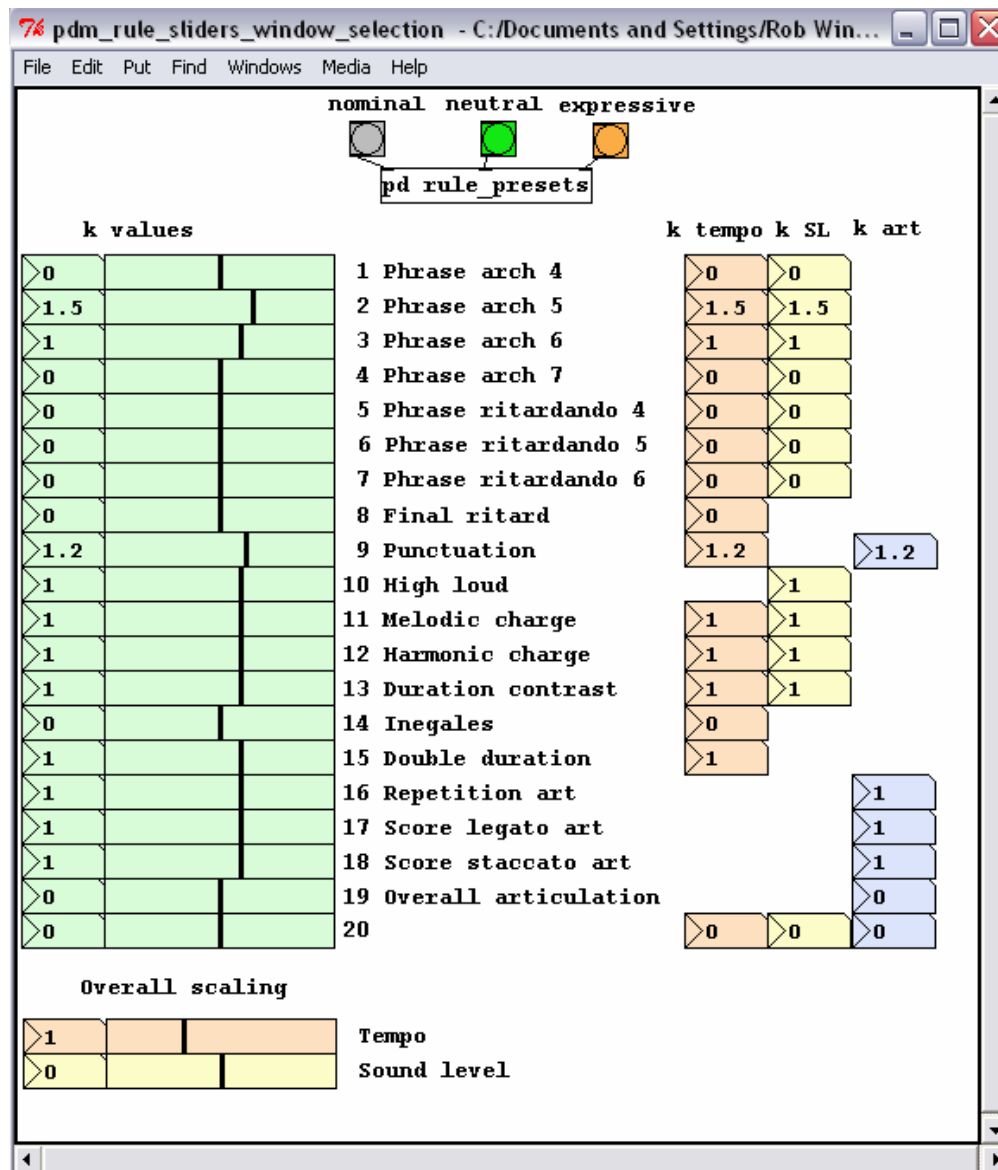 pdm_rule_sliders_window_selection - C:/Documents and Settings/Rob Win...
File Edit Put Find Windows Media Help
nominal neutral expressive
pd rule_presets
k values k tempo k SL k art
0 1 Phrase arch 4 0 0
1.5 2 Phrase arch 5 1.5 1.5
1 3 Phrase arch 6 1 1
0 4 Phrase arch 7 0 0
0 5 Phrase ritardando 4 0 0
0 6 Phrase ritardando 5 0 0
0 7 Phrase ritardando 6 0 0
0 8 Final ritard 0
1.2 9 Punctuation 1.2 1.2
1 10 High loud 1
1 11 Melodic charge 1 1
1 12 Harmonic charge 1 1
1 13 Duration contrast 1 1
0 14 Inegales 0
1 15 Double duration 1
1 16 Repetition art 1
1 17 Score legato art 1
1 18 Score staccato art 1
0 19 Overall articulation 0
0 20 0 0 0
Overall scaling
1 Tempo
0 Sound level